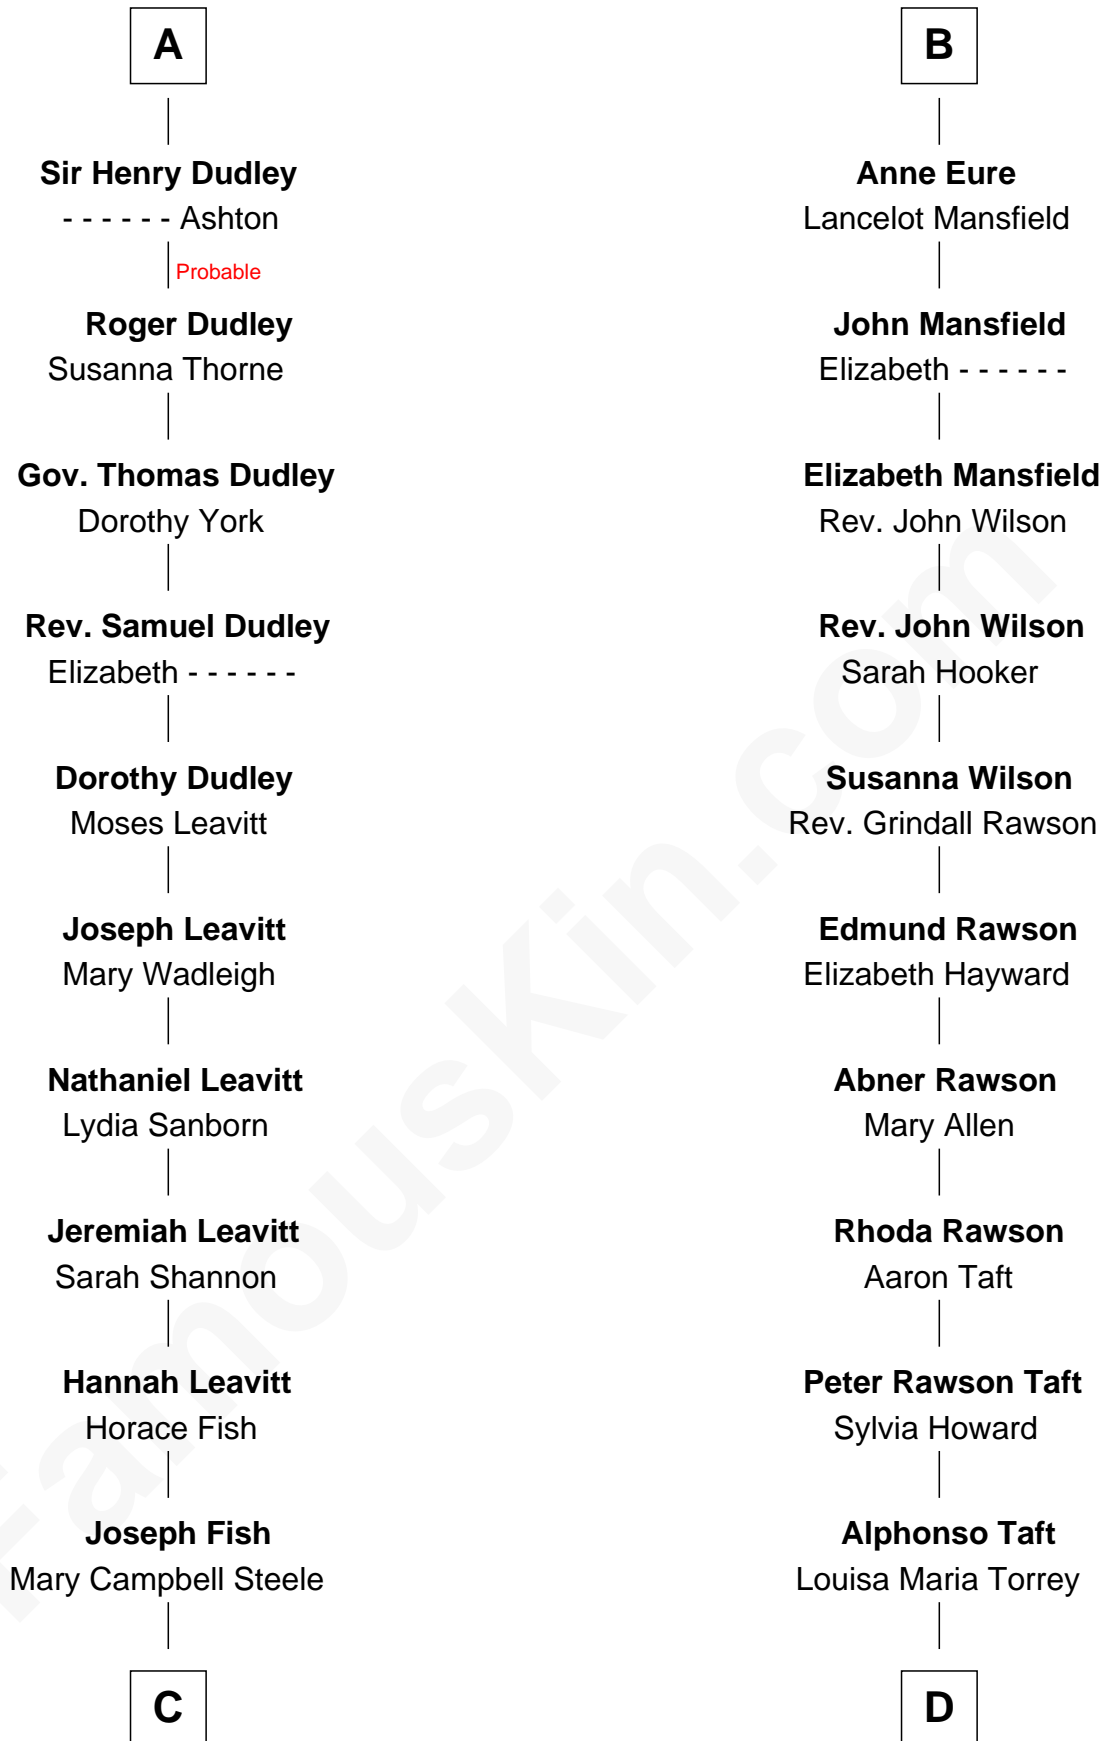 A
Sir Henry Dudley
- - - - - - Ashton
Probable
Roger Dudley
Susanna Thorne
Gov. Thomas Dudley
Dorothy York
Rev. Samuel Dudley
Elizabeth - - - - - -
Dorothy Dudley
Moses Leavitt
Joseph Leavitt
Mary Wadleigh
Nathaniel Leavitt
Lydia Sanborn
Jeremiah Leavitt
Sarah Shannon
Hannah Leavitt
Horace Fish
Joseph Fish
Mary Campbell Steele
C
B
Anne Eure
Lancelot Mansfield
John Mansfield
Elizabeth - - - - - -
Elizabeth Mansfield
Rev. John Wilson
Rev. John Wilson
Sarah Hooker
Susanna Wilson
Rev. Grindall Rawson
Edmund Rawson
Elizabeth Hayward
Abner Rawson
Mary Allen
Rhoda Rawson
Aaron Taft
Peter Rawson Taft
Sylvia Howard
Alphonso Taft
Louisa Maria Torrey
D
FamousKin.com